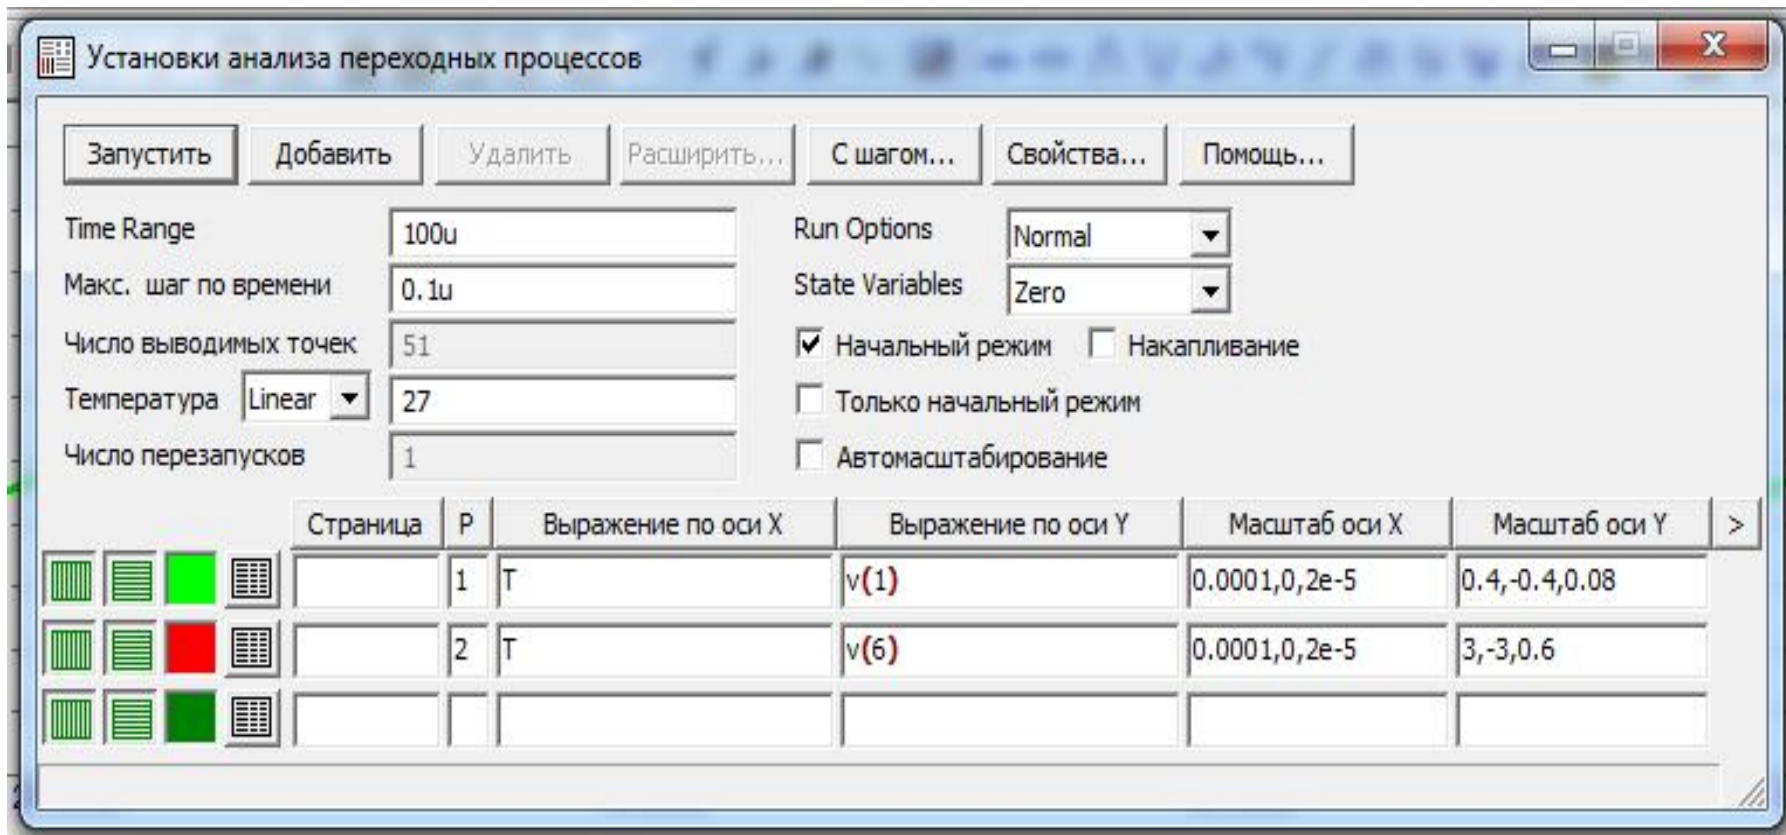 Установки анализа переходных процессов
Запустить Добавить Удалить Расширить... С шагом... Свойства... Помощь...
Time Range 100u Run Options Normal
Макс. шаг по времени 0.1u State Variables Zero
Число выводимых точек 51 Начальный режим Накапливание
Температура Linear 27 Только начальный режим
Число перезапусков 1 Автомасштабирование
Страница P Выражение по оси X Выражение по оси Y Масштаб оси X Масштаб оси Y >
1 T v(1) 0.0001,0,2e-5 0.4,-0.4,0.08
2 T v(6) 0.0001,0,2e-5 3,-3,0.6